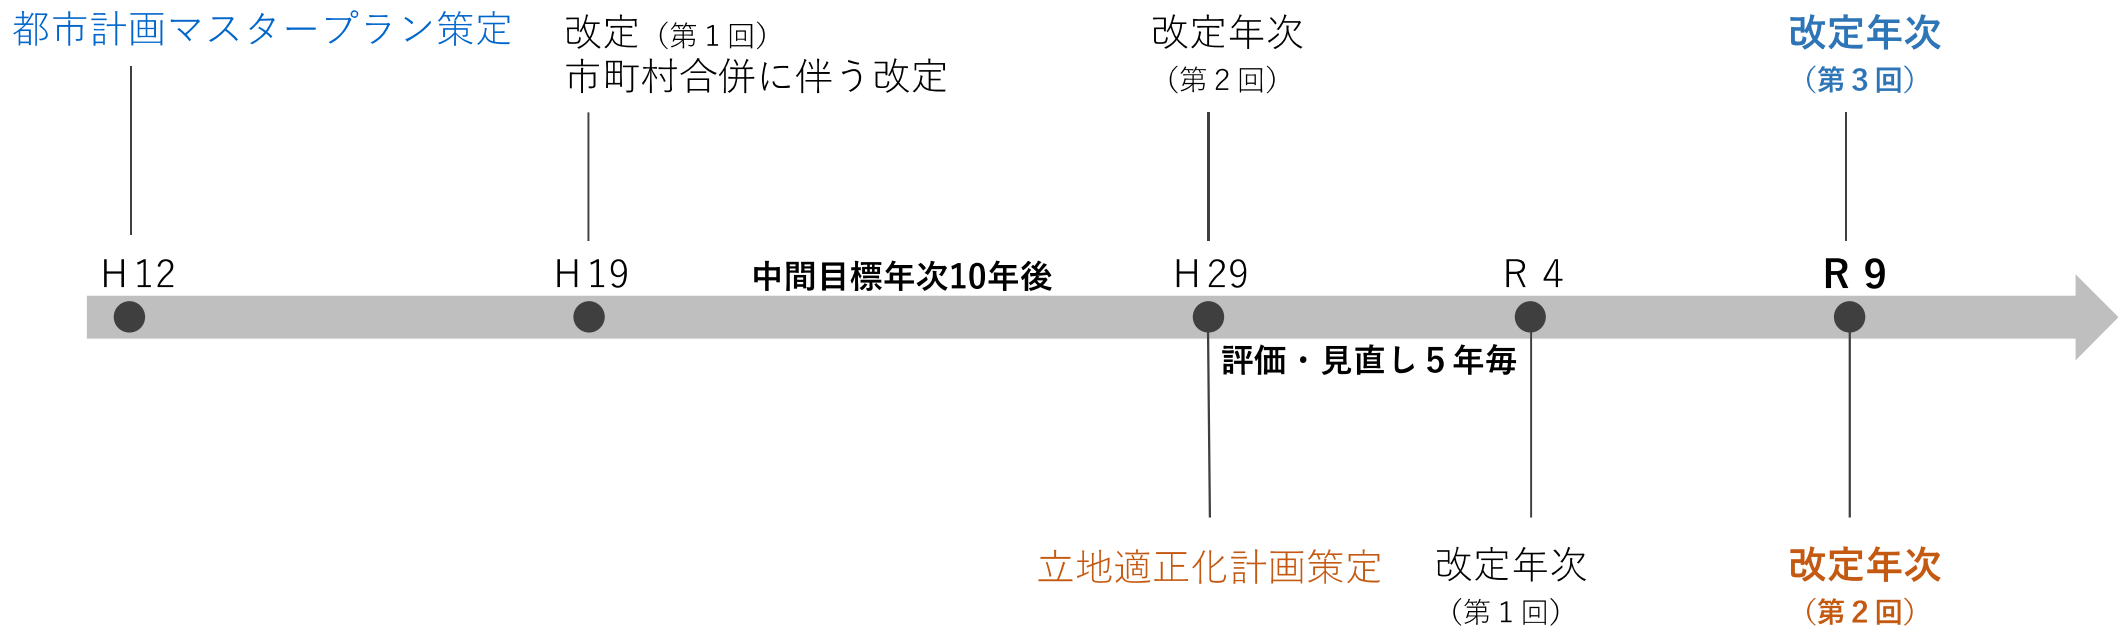 都市計画マスタープラン策定
改定（第１回）
市町村合併に伴う改定
改定年次
（第２回）
改定年次
（第３回）
H12
H19
中間目標年次10年後
H29
R４
R９
評価・見直し５年毎
立地適正化計画策定
改定年次
（第１回）
改定年次
（第２回）